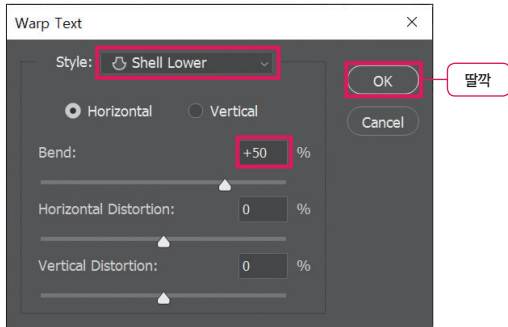 Warp Text
Style: Shell Lower
OK
딸깍
Horizontal Vertical
Cancel
Bend: +50 %
Horizontal Distortion: 0 %
Vertical Distortion: 0 %